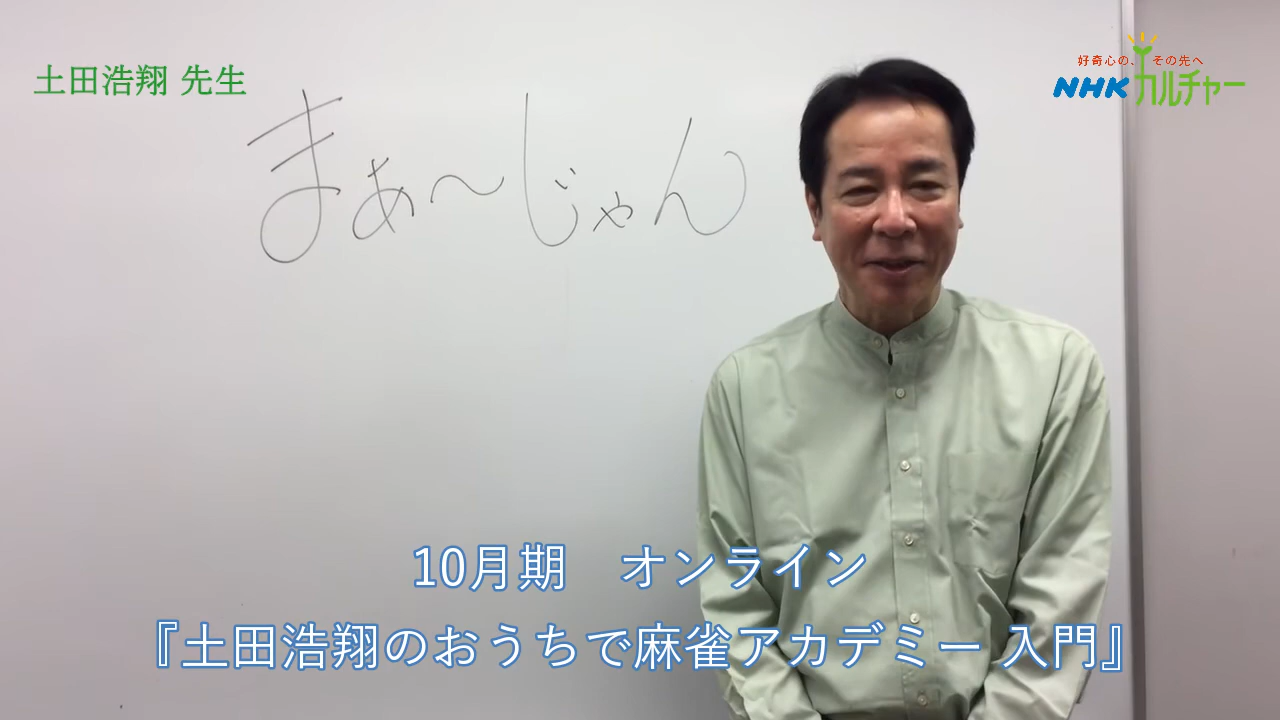 土田浩翔 先生
好奇心の、その先へ
NHKカルチャー
まぁ〜じゃん
10月期　オンライン
『土田浩翔のおうちで麻雀アカデミー 入門』